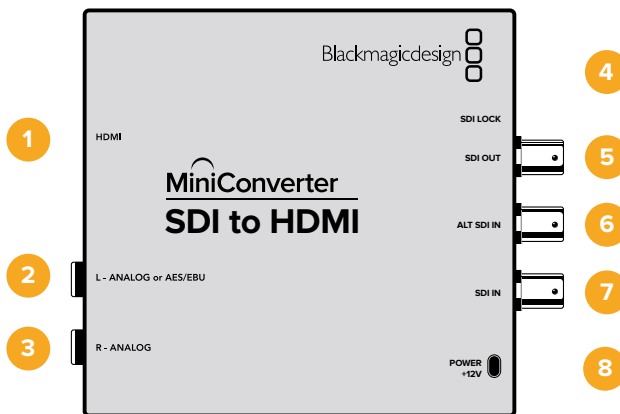 Blackmagicdesign
4
SDI LOCK
1
HDMI
SDI OUT
5
MiniConverter
SDI to HDMI
ALT SDI IN
6
2
L - ANALOG or AES/EBU
SDI IN
7
3
R - ANALOG
POWER
+12V
8